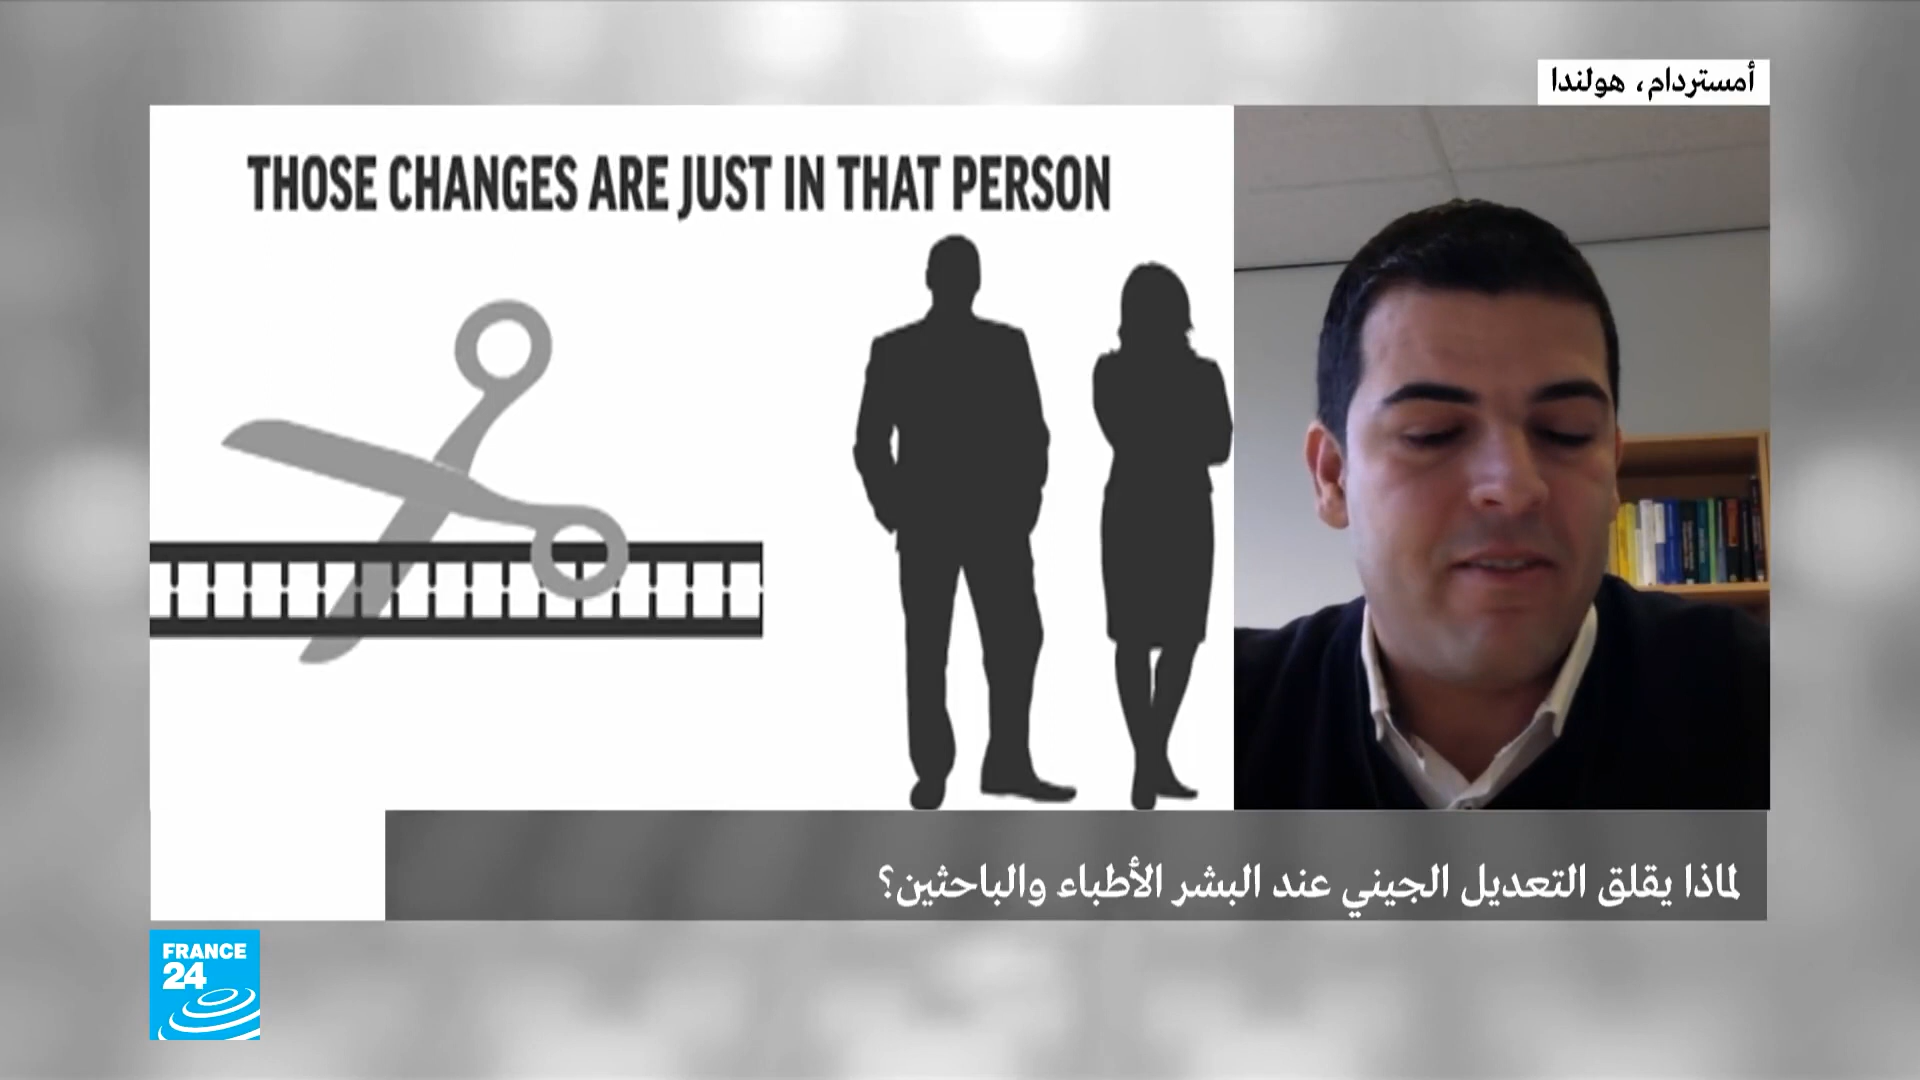 أمستردام، هولندا
THOSE CHANGES ARE JUST IN THAT PERSON
لماذا يقلق التعديل الجيني عند البشر الأطباء والباحثين؟
FRANCE
24